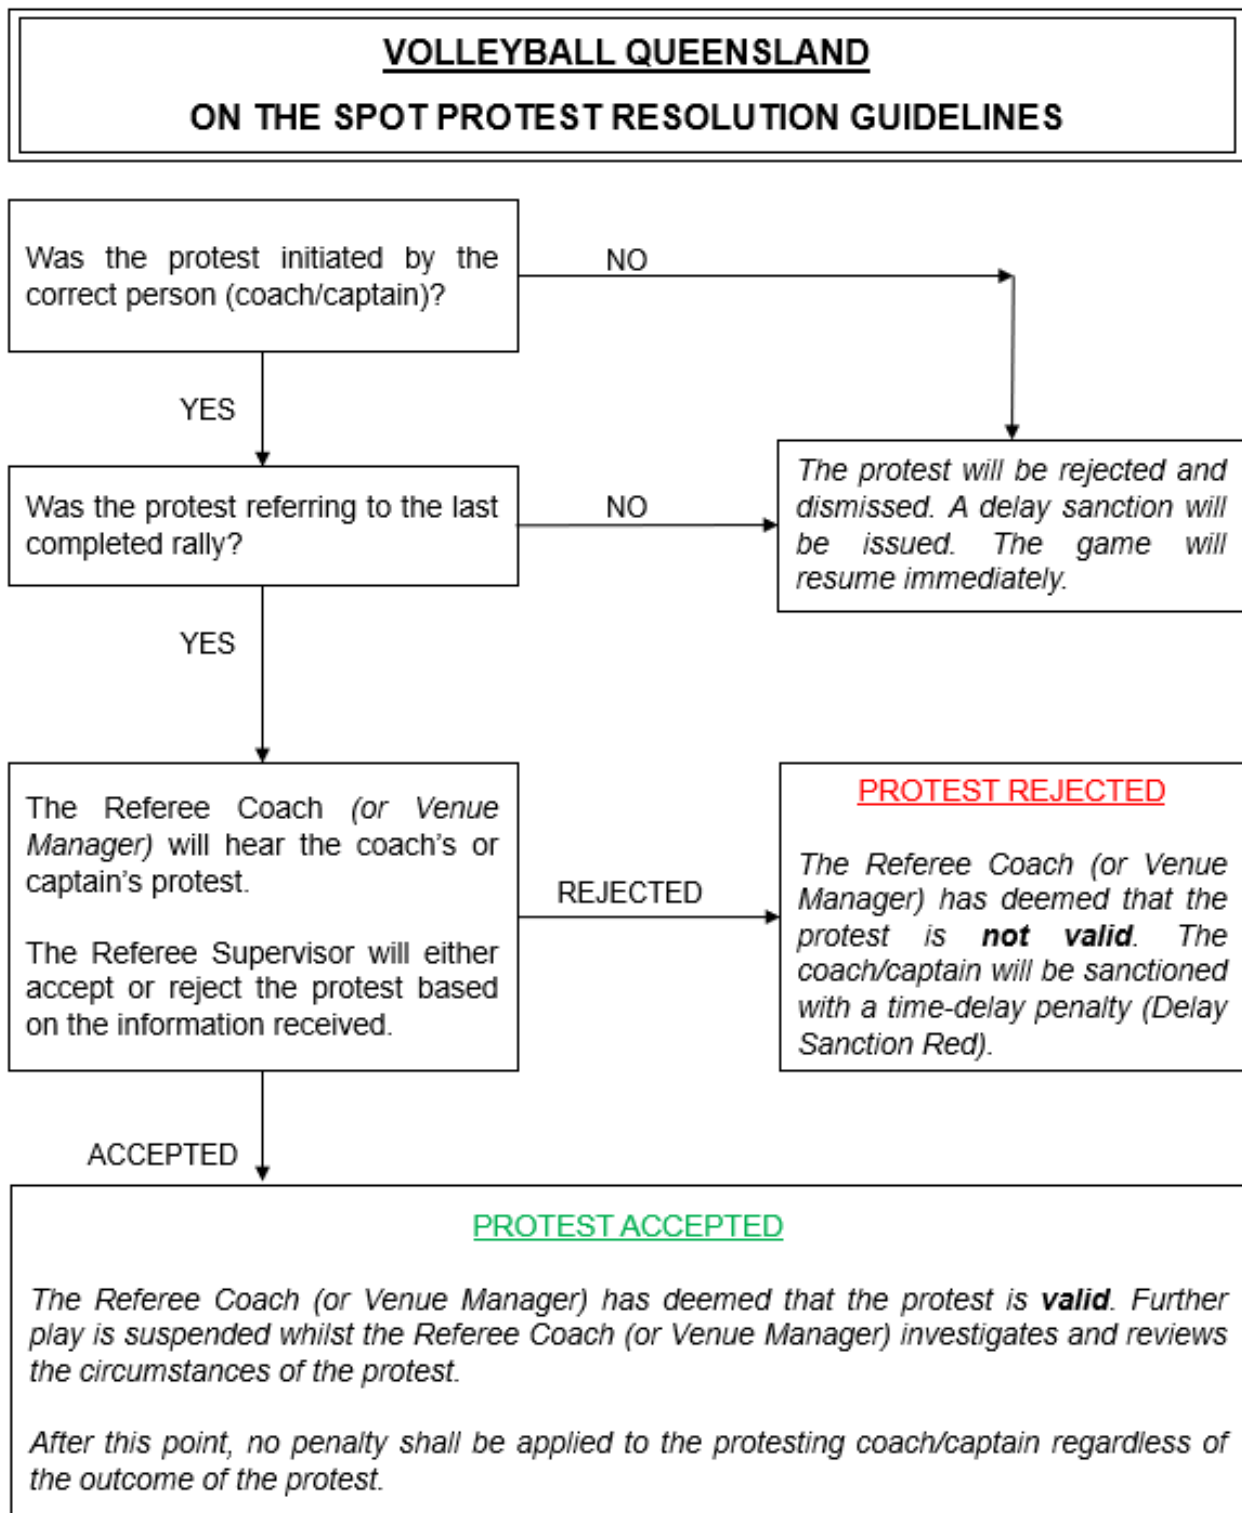 VOLLEYBALL QUEENSLAND
ON THE SPOT PROTEST RESOLUTION GUIDELINES
Was the protest initiated by the
correct person (coach/captain)?
NO
YES
Was the protest referring to the last
completed rally?
NO
The protest will be rejected and
dismissed. A delay sanction will
be issued. The game will
resume immediately.
YES
The Referee Coach (or Venue
Manager) will hear the coach's or
captain's protest.
The Referee Supervisor will either
accept or reject the protest based
on the information received.
REJECTED
PROTEST REJECTED
The Referee Coach (or Venue
Manager) has deemed that the
protest is not valid. The
coach/captain will be sanctioned
with a time-delay penalty (Delay
Sanction Red).
ACCEPTED
PROTEST ACCEPTED
The Referee Coach (or Venue Manager) has deemed that the protest is valid. Further
play is suspended whilst the Referee Coach (or Venue Manager) investigates and reviews
the circumstances of the protest.
After this point, no penalty shall be applied to the protesting coach/captain regardless of
the outcome of the protest.